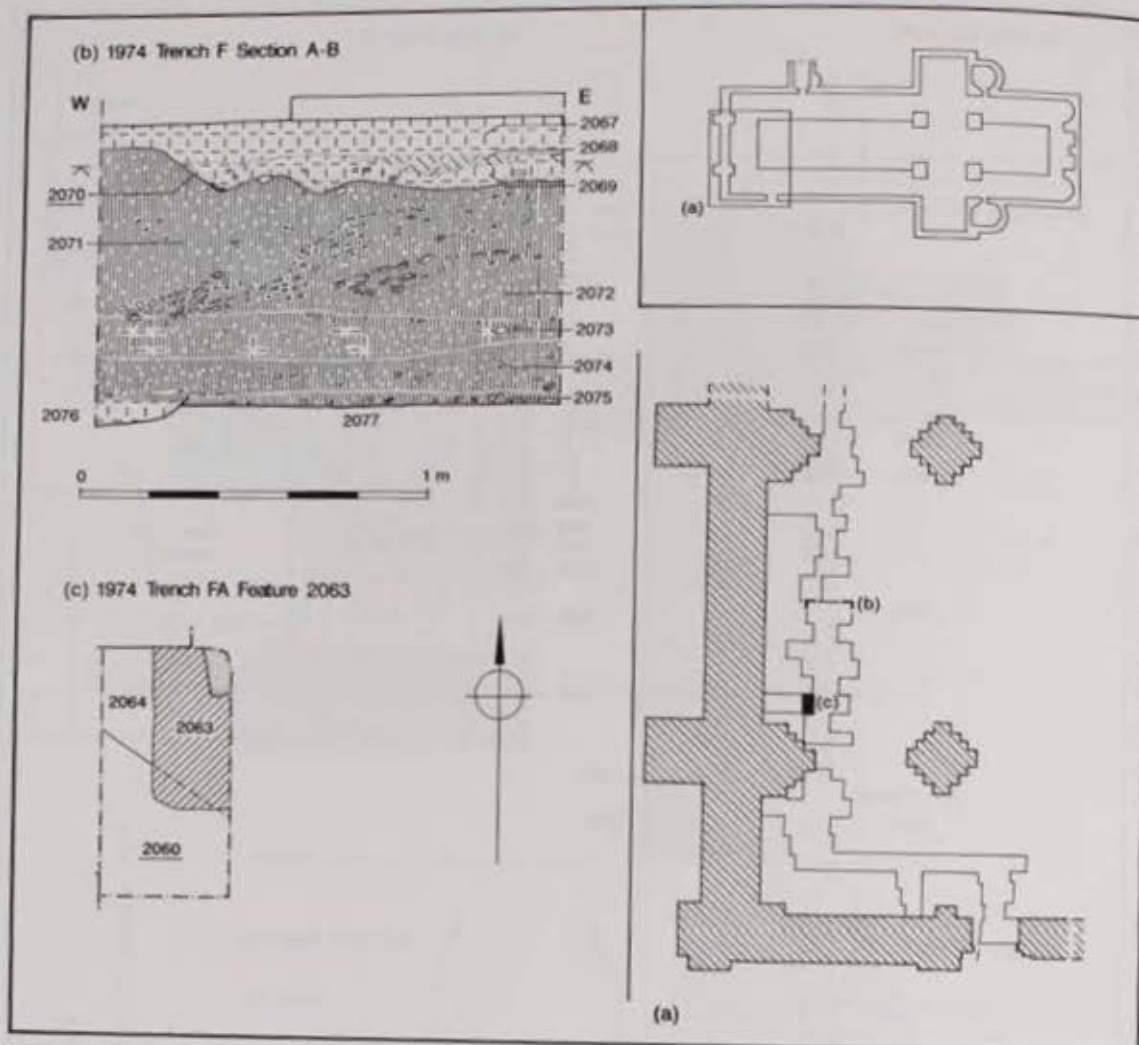 (b) 1974 Trench F Section A-B
W
E
2067
2068
2069
2070
2071
2072
2073
2074
2075
2076
2077
0
1 m
(c) 1974 Trench FA Feature 2063
2064
2063
2060
(a)
(b)
(c)
(a)